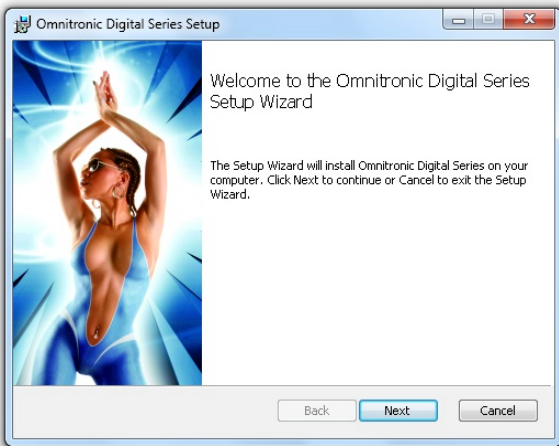 Omnitronic Digital Series Setup
Welcome to the Omnitronic Digital Series
Setup Wizard
The Setup Wizard will install Omnitronic Digital Series on your
computer. Click Next to continue or Cancel to exit the Setup
Wizard.
Back
Next
Cancel